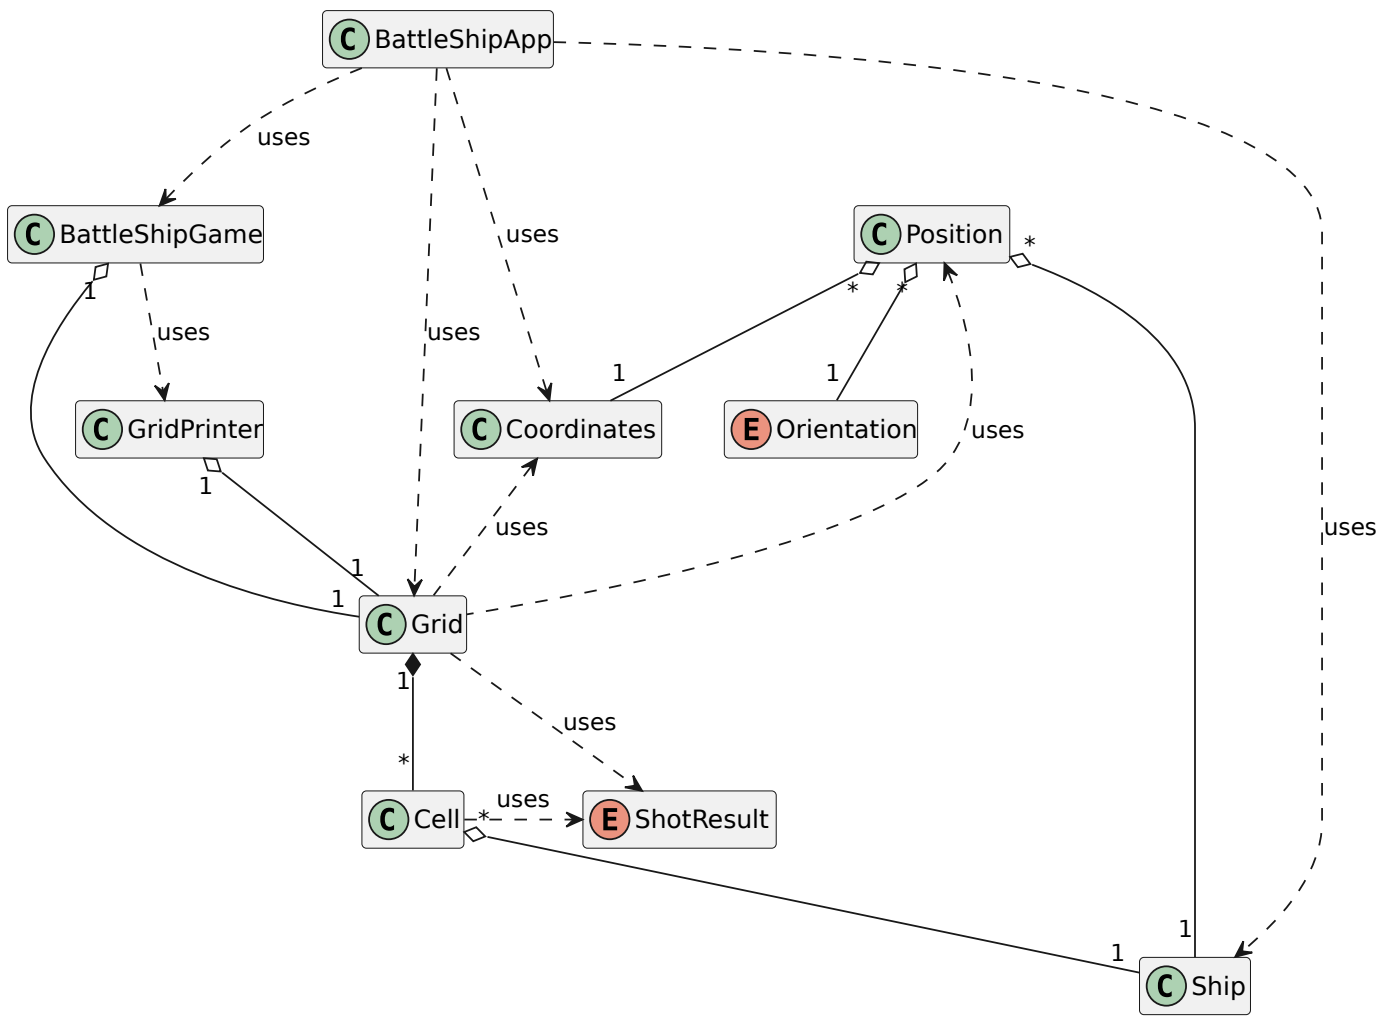 C BattleShipApp
uses
C BattleShipGame
C Position
uses
*
1
*
*
uses
uses
1
1
C GridPrinter
C Coordinates
E Orientation
uses
1
uses
uses
1
1
C Grid
1
uses
*
uses
C Cell
*
E ShotResult
1
1
C Ship